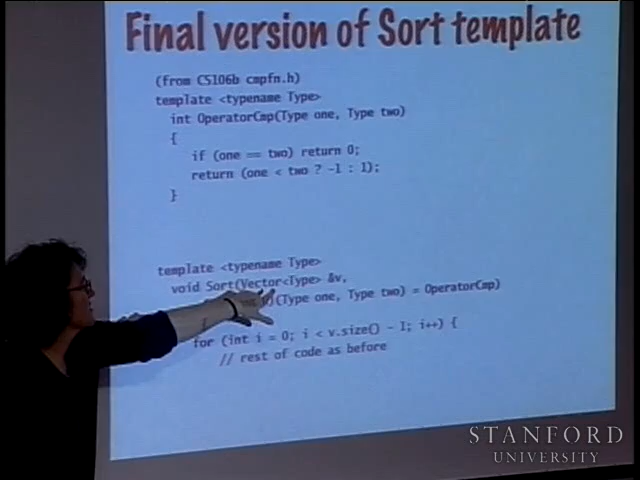 Final version of Sort template
(from CS106b cmpfn.h)
template <typename Type>
int OperatorCmp(Type one, Type two)
{
if (one == two) return 0;
return (one < two ? -1 : 1);
}
template <typename Type>
void Sort(Vector<Type> &v,
(Type one, Type two) = OperatorCmp)
{
for (int i = 0; i < v.size() - 1; i++) {
// rest of code as before
STANFORD
UNIVERSITY